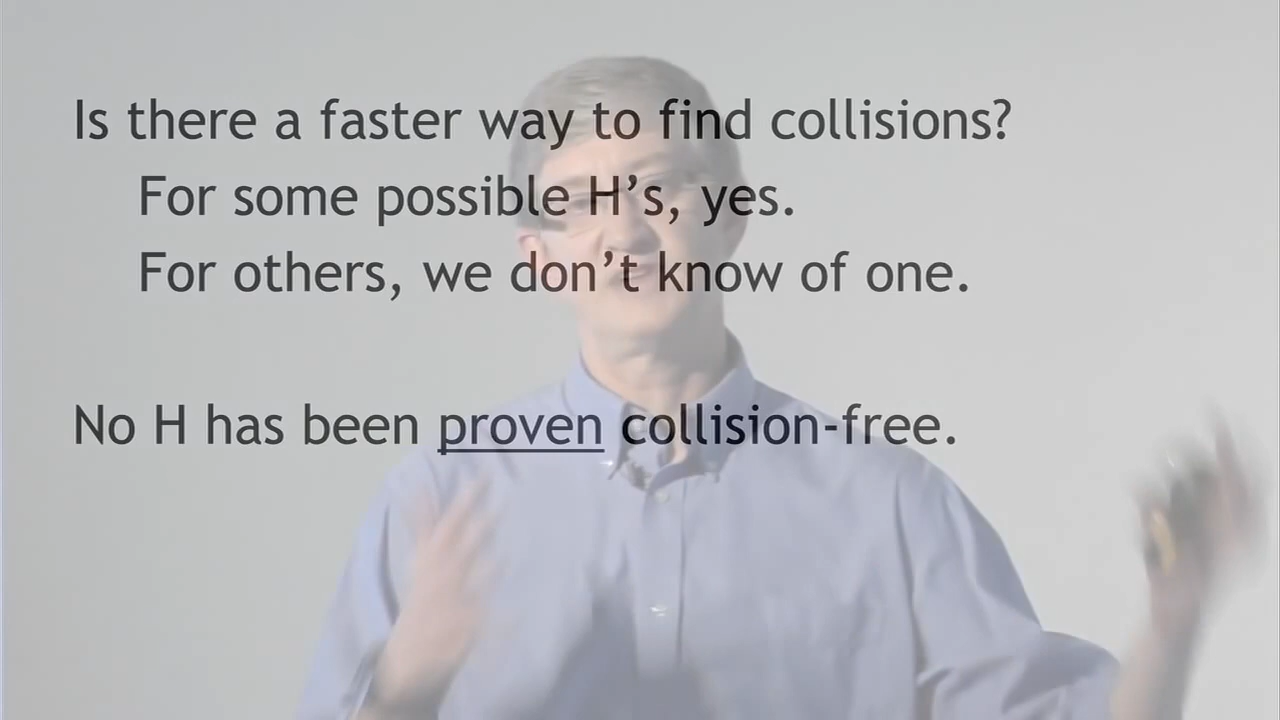 Is there a faster way to find collisions?
For some possible H’s, yes.
For others, we don’t know of one.
No H has been proven collision-free.